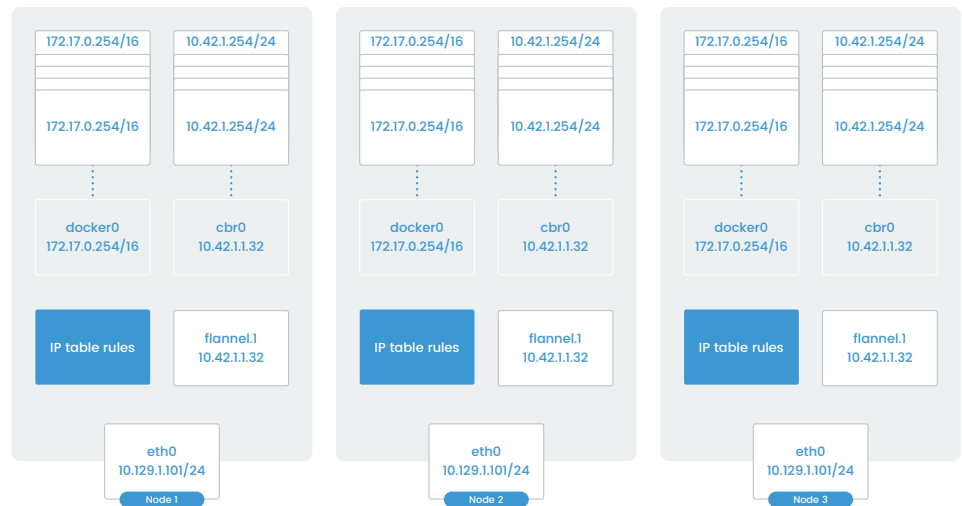 172.17.0.254/16
10.42.1.254/24
172.17.0.254/16
10.42.1.254/24
docker0
172.17.0.254/16
cbr0
10.42.1.1.32
IP table rules
flannel.1
10.42.1.1.32
eth0
10.129.1.101/24
Node 1
172.17.0.254/16
10.42.1.254/24
172.17.0.254/16
10.42.1.254/24
docker0
172.17.0.254/16
cbr0
10.42.1.1.32
IP table rules
flannel.1
10.42.1.1.32
eth0
10.129.1.101/24
Node 2
172.17.0.254/16
10.42.1.254/24
172.17.0.254/16
10.42.1.254/24
docker0
172.17.0.254/16
cbr0
10.42.1.1.32
IP table rules
flannel.1
10.42.1.1.32
eth0
10.129.1.101/24
Node 3